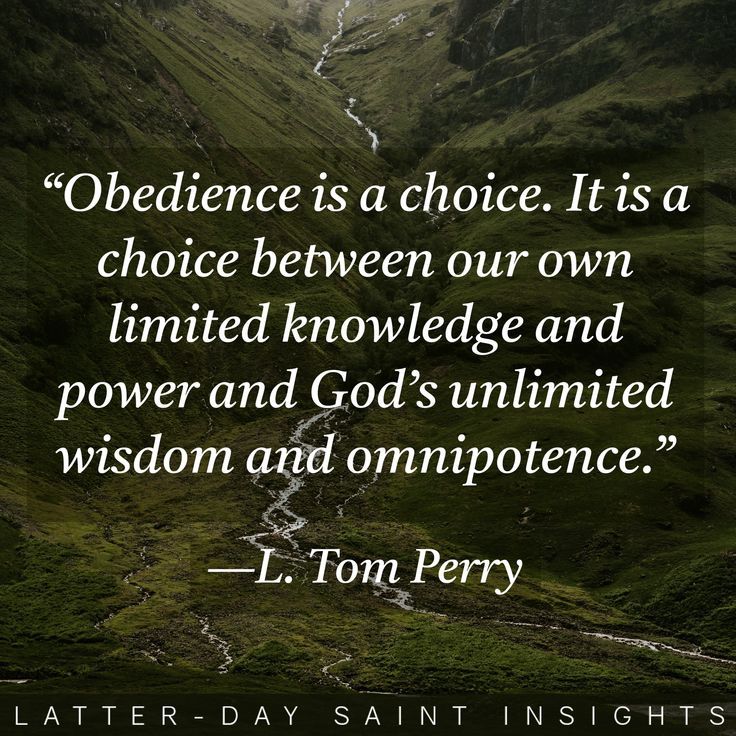 “Obedience is a choice. It is a
choice between our own
limited knowledge and
power and God’s unlimited
wisdom and omnipotence.”
—L. Tom Perry
LATTER-DAY SAINT INSIGHTS